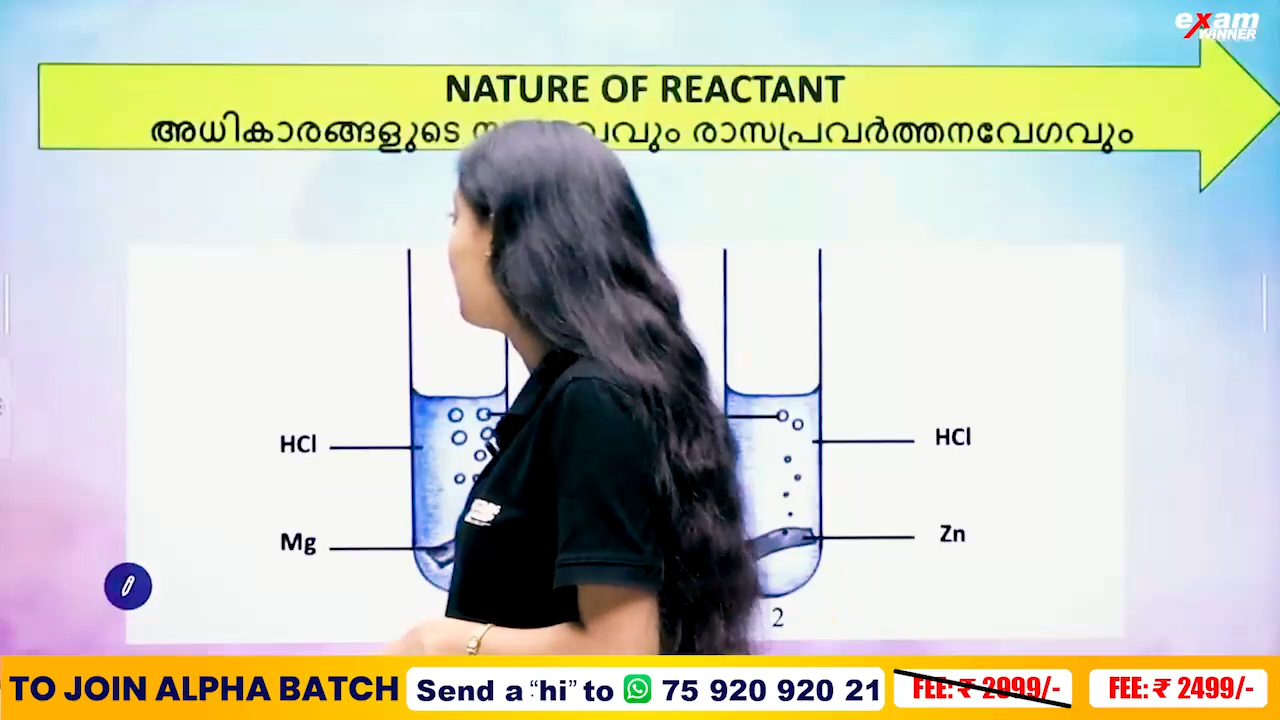 exam
WINNER
NATURE OF REACTANT
അധികാരങ്ങളുടെ രാസപ്രവർത്തനവേഗവും
HCl
HCl
Mg
Zn
2
TO JOIN ALPHA BATCH
Send a “hi” to 75 920 920 21
FEE: ₹ 2999/-
FEE: ₹ 2499/-